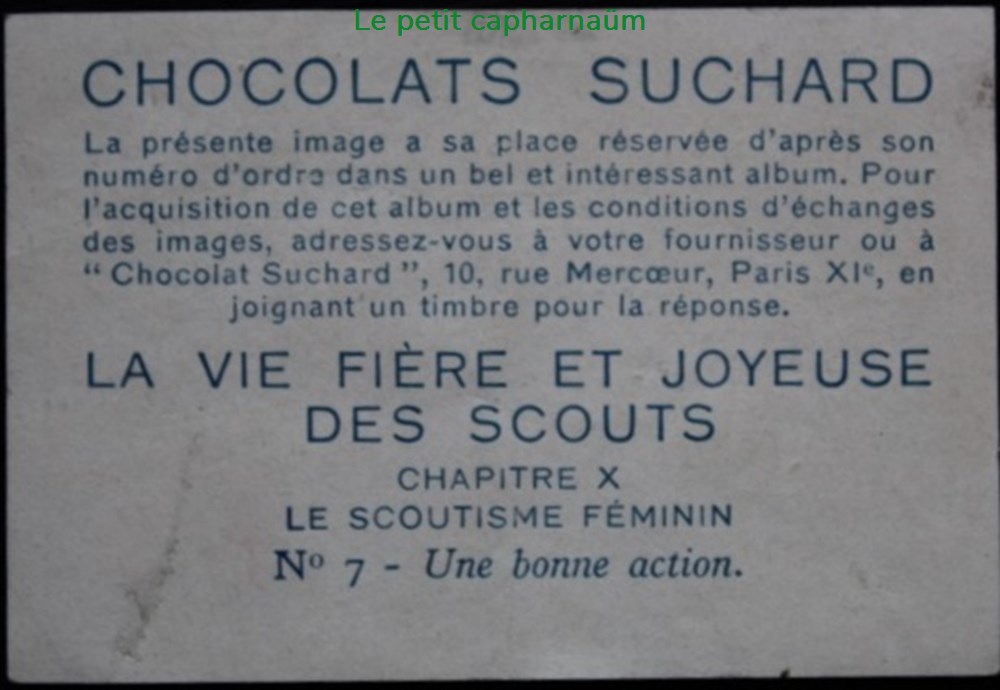 Le petit capharnaüm
CHOCOLATS SUCHARD
La présente image a sa place réservée d'après son
numéro d'ordre dans un bel et intéressant album. Pour
l'acquisition de cet album et les conditions d'échanges
des images, adressez-vous à votre fournisseur ou à
“ Chocolat Suchard ”, 10, rue Mercœur, Paris XIᵉ, en
joignant un timbre pour la réponse.
LA VIE FIÈRE ET JOYEUSE
DES SCOUTS
CHAPITRE X
LE SCOUTISME FÉMININ
Nº 7 - Une bonne action.